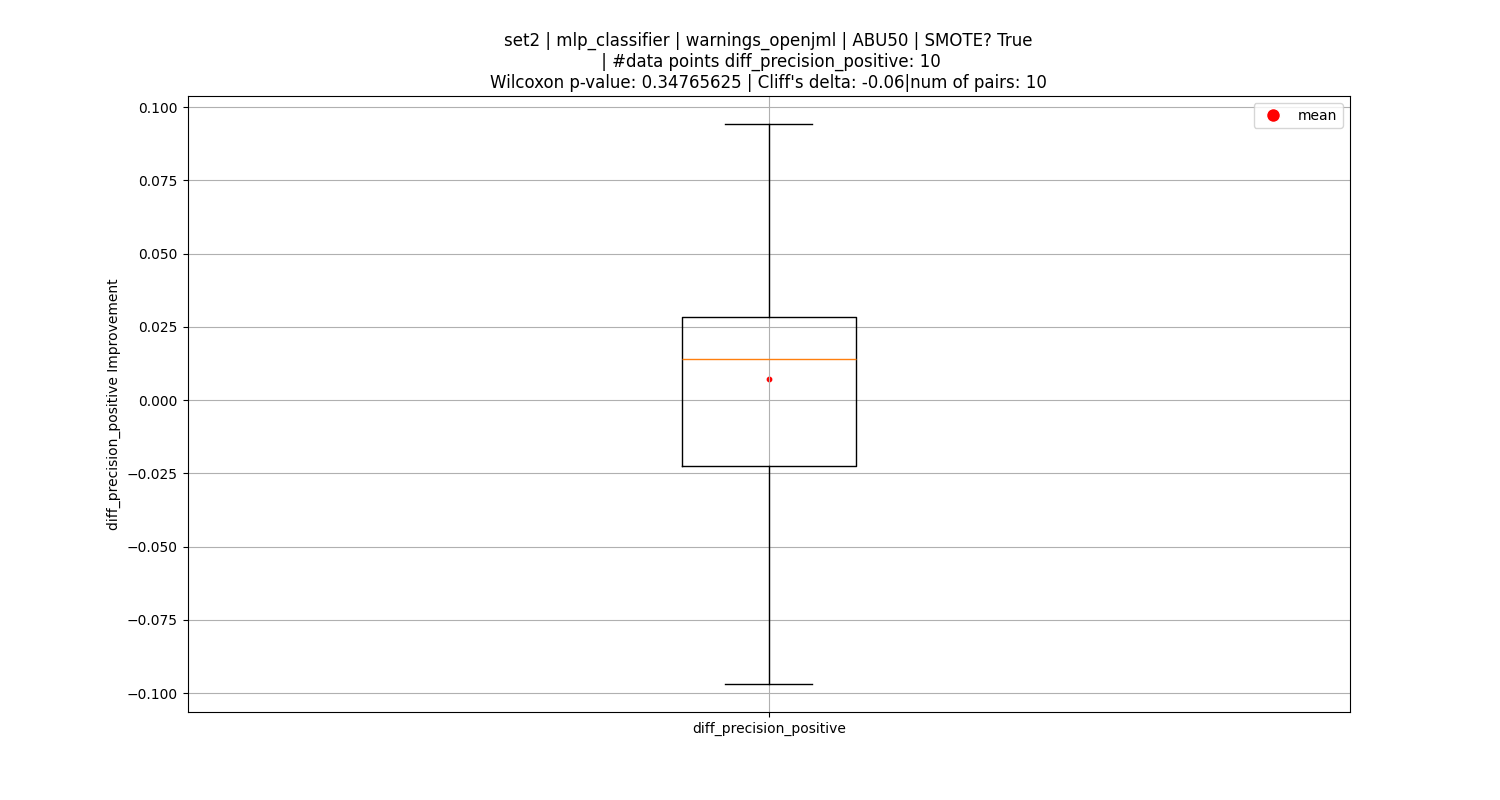 set2 | mlp_classifier | warnings_openjml | ABU50 | SMOTE? True
| #data points diff_precision_positive: 10
Wilcoxon p-value: 0.34765625 | Cliff's delta: -0.06|num of pairs: 10
mean
0.100
0.075
0.050
0.025
0.000
−0.025
−0.050
−0.075
−0.100
diff_precision_positive Improvement
diff_precision_positive